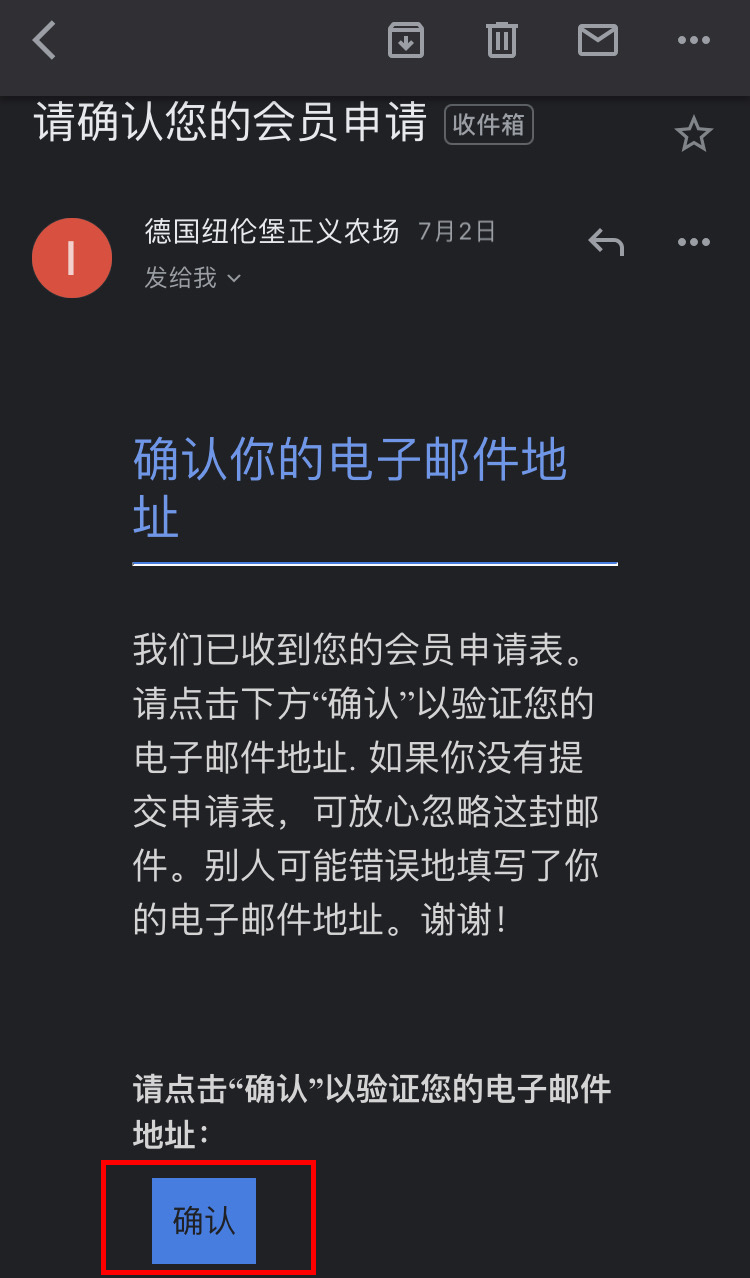 请确认您的会员申请 收件箱
I
德国纽伦堡正义农场 7月2日
发给我
确认你的电子邮件地
址
我们已收到您的会员申请表。
请点击下方“确认”以验证您的
电子邮件地址. 如果你没有提
交申请表，可放心忽略这封邮
件。别人可能错误地填写了你
的电子邮件地址。谢谢！
请点击“确认”以验证您的电子邮件
地址：
确认